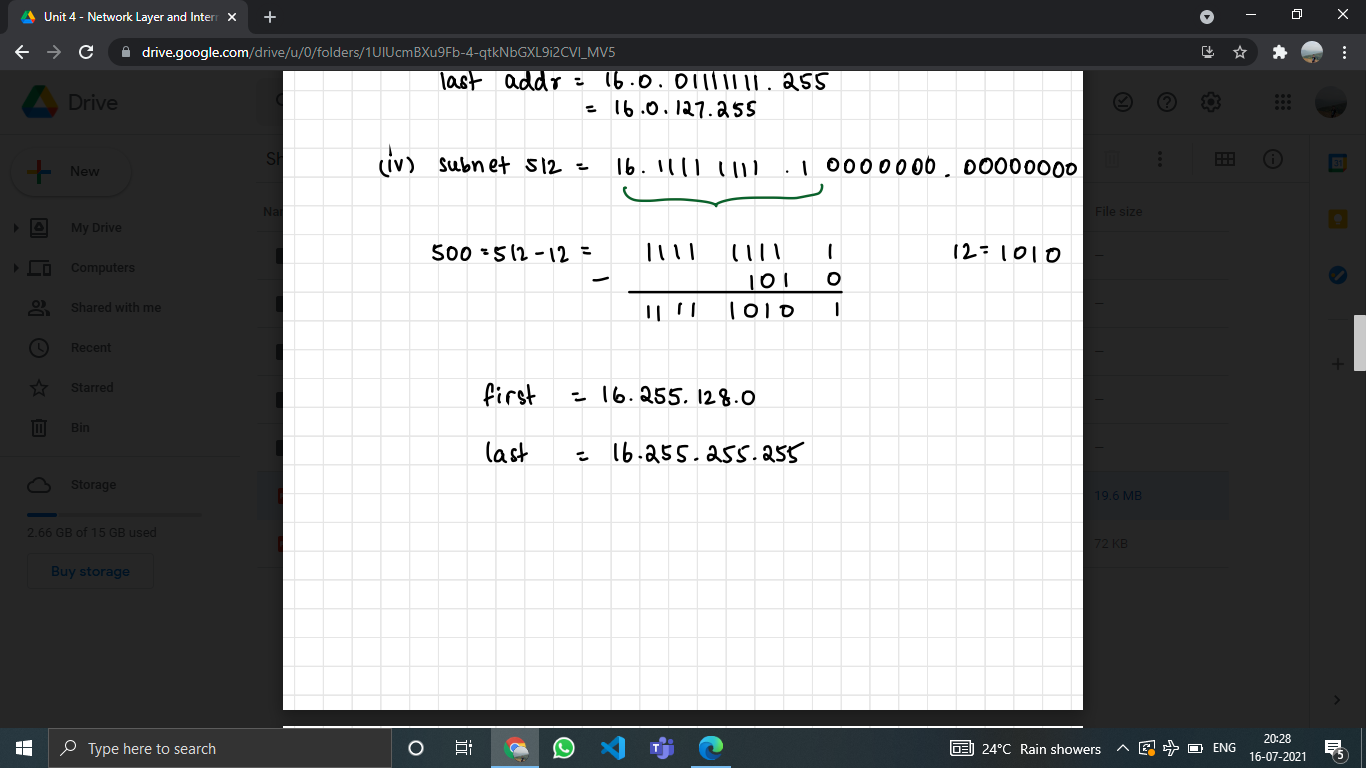 Unit 4 - Network Layer and Intern
drive.google.com/drive/u/0/folders/1UIUcmBXu9Fb-4-qtkNbGXL9i2CVI_MV5
Drive
New
My Drive
Computers
Shared with me
Recent
Starred
Bin
Storage
2.66 GB of 15 GB used
Buy storage
Sh
Nar
File size
19.6 MB
72 KB
last addr = 16.0.01111111.255
= 16.0.127.255
(iv) subnet 512 = 16.1111 1111 .1 0000000.00000000
500 = 512 - 12 = 1111 1111 1 12 = 1010
- 101 0
1111 1010 1
first = 16.255.128.0
last = 16.255.255.255
Type here to search
24°C Rain showers
ENG
20:28
16-07-2021
5